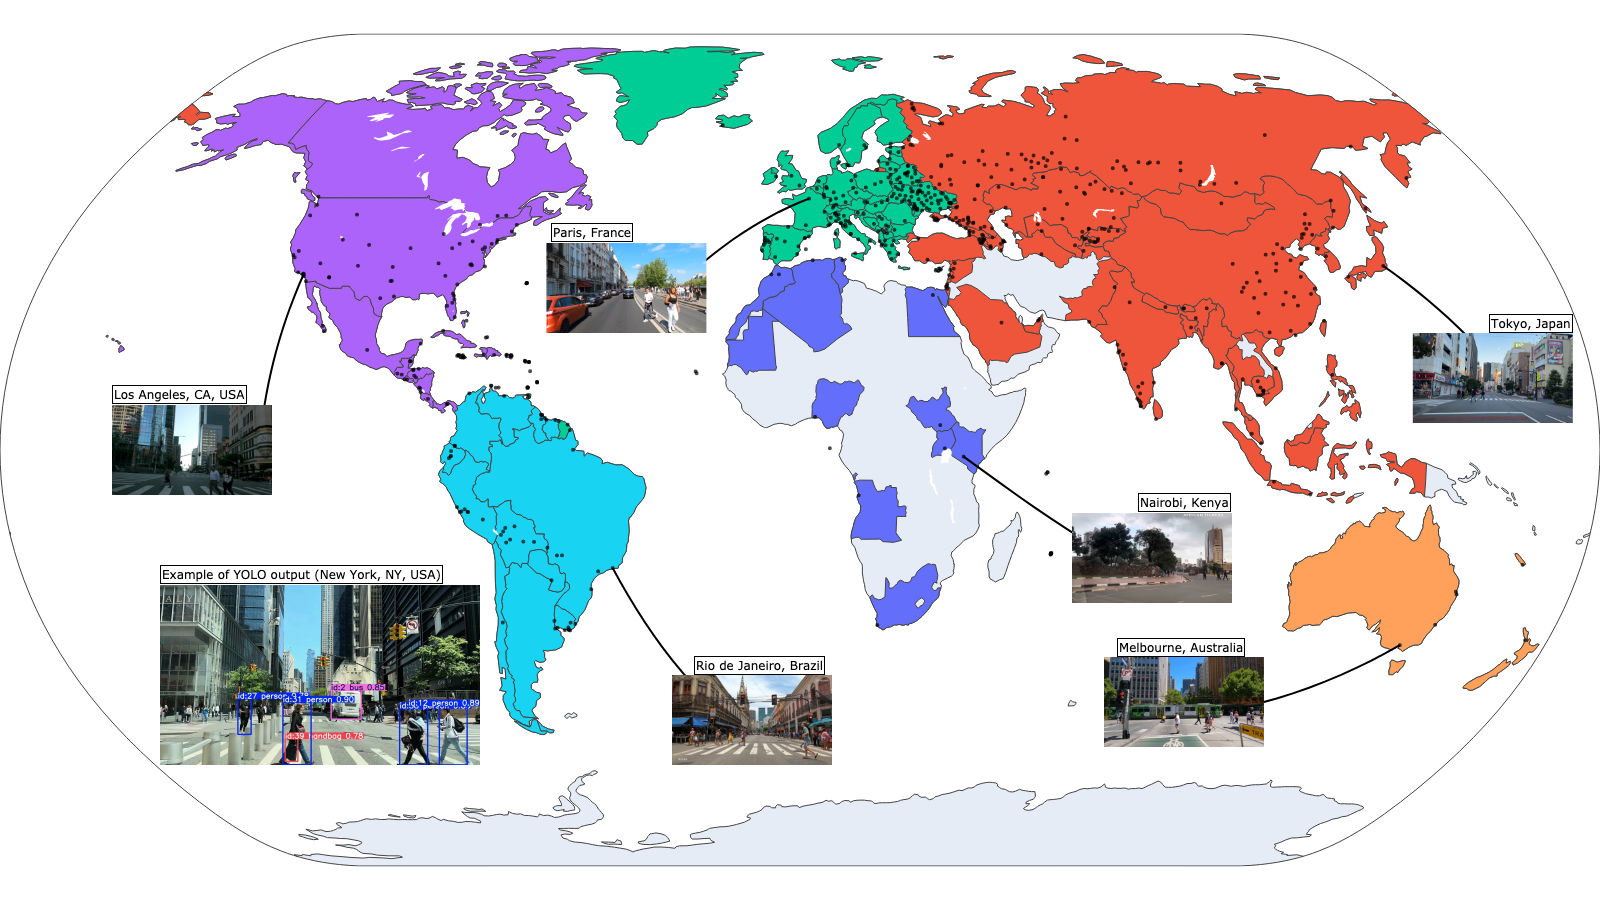 Paris, France
Tokyo, Japan
Los Angeles, CA, USA
Nairobi, Kenya
Example of YOLO output (New York, NY, USA)
id:2 bus 0.85
id:27 person
id:31 person 0.90
id:12 person 0.89
id:39 handbag 0.78
Melbourne, Australia
Rio de Janeiro, Brazil